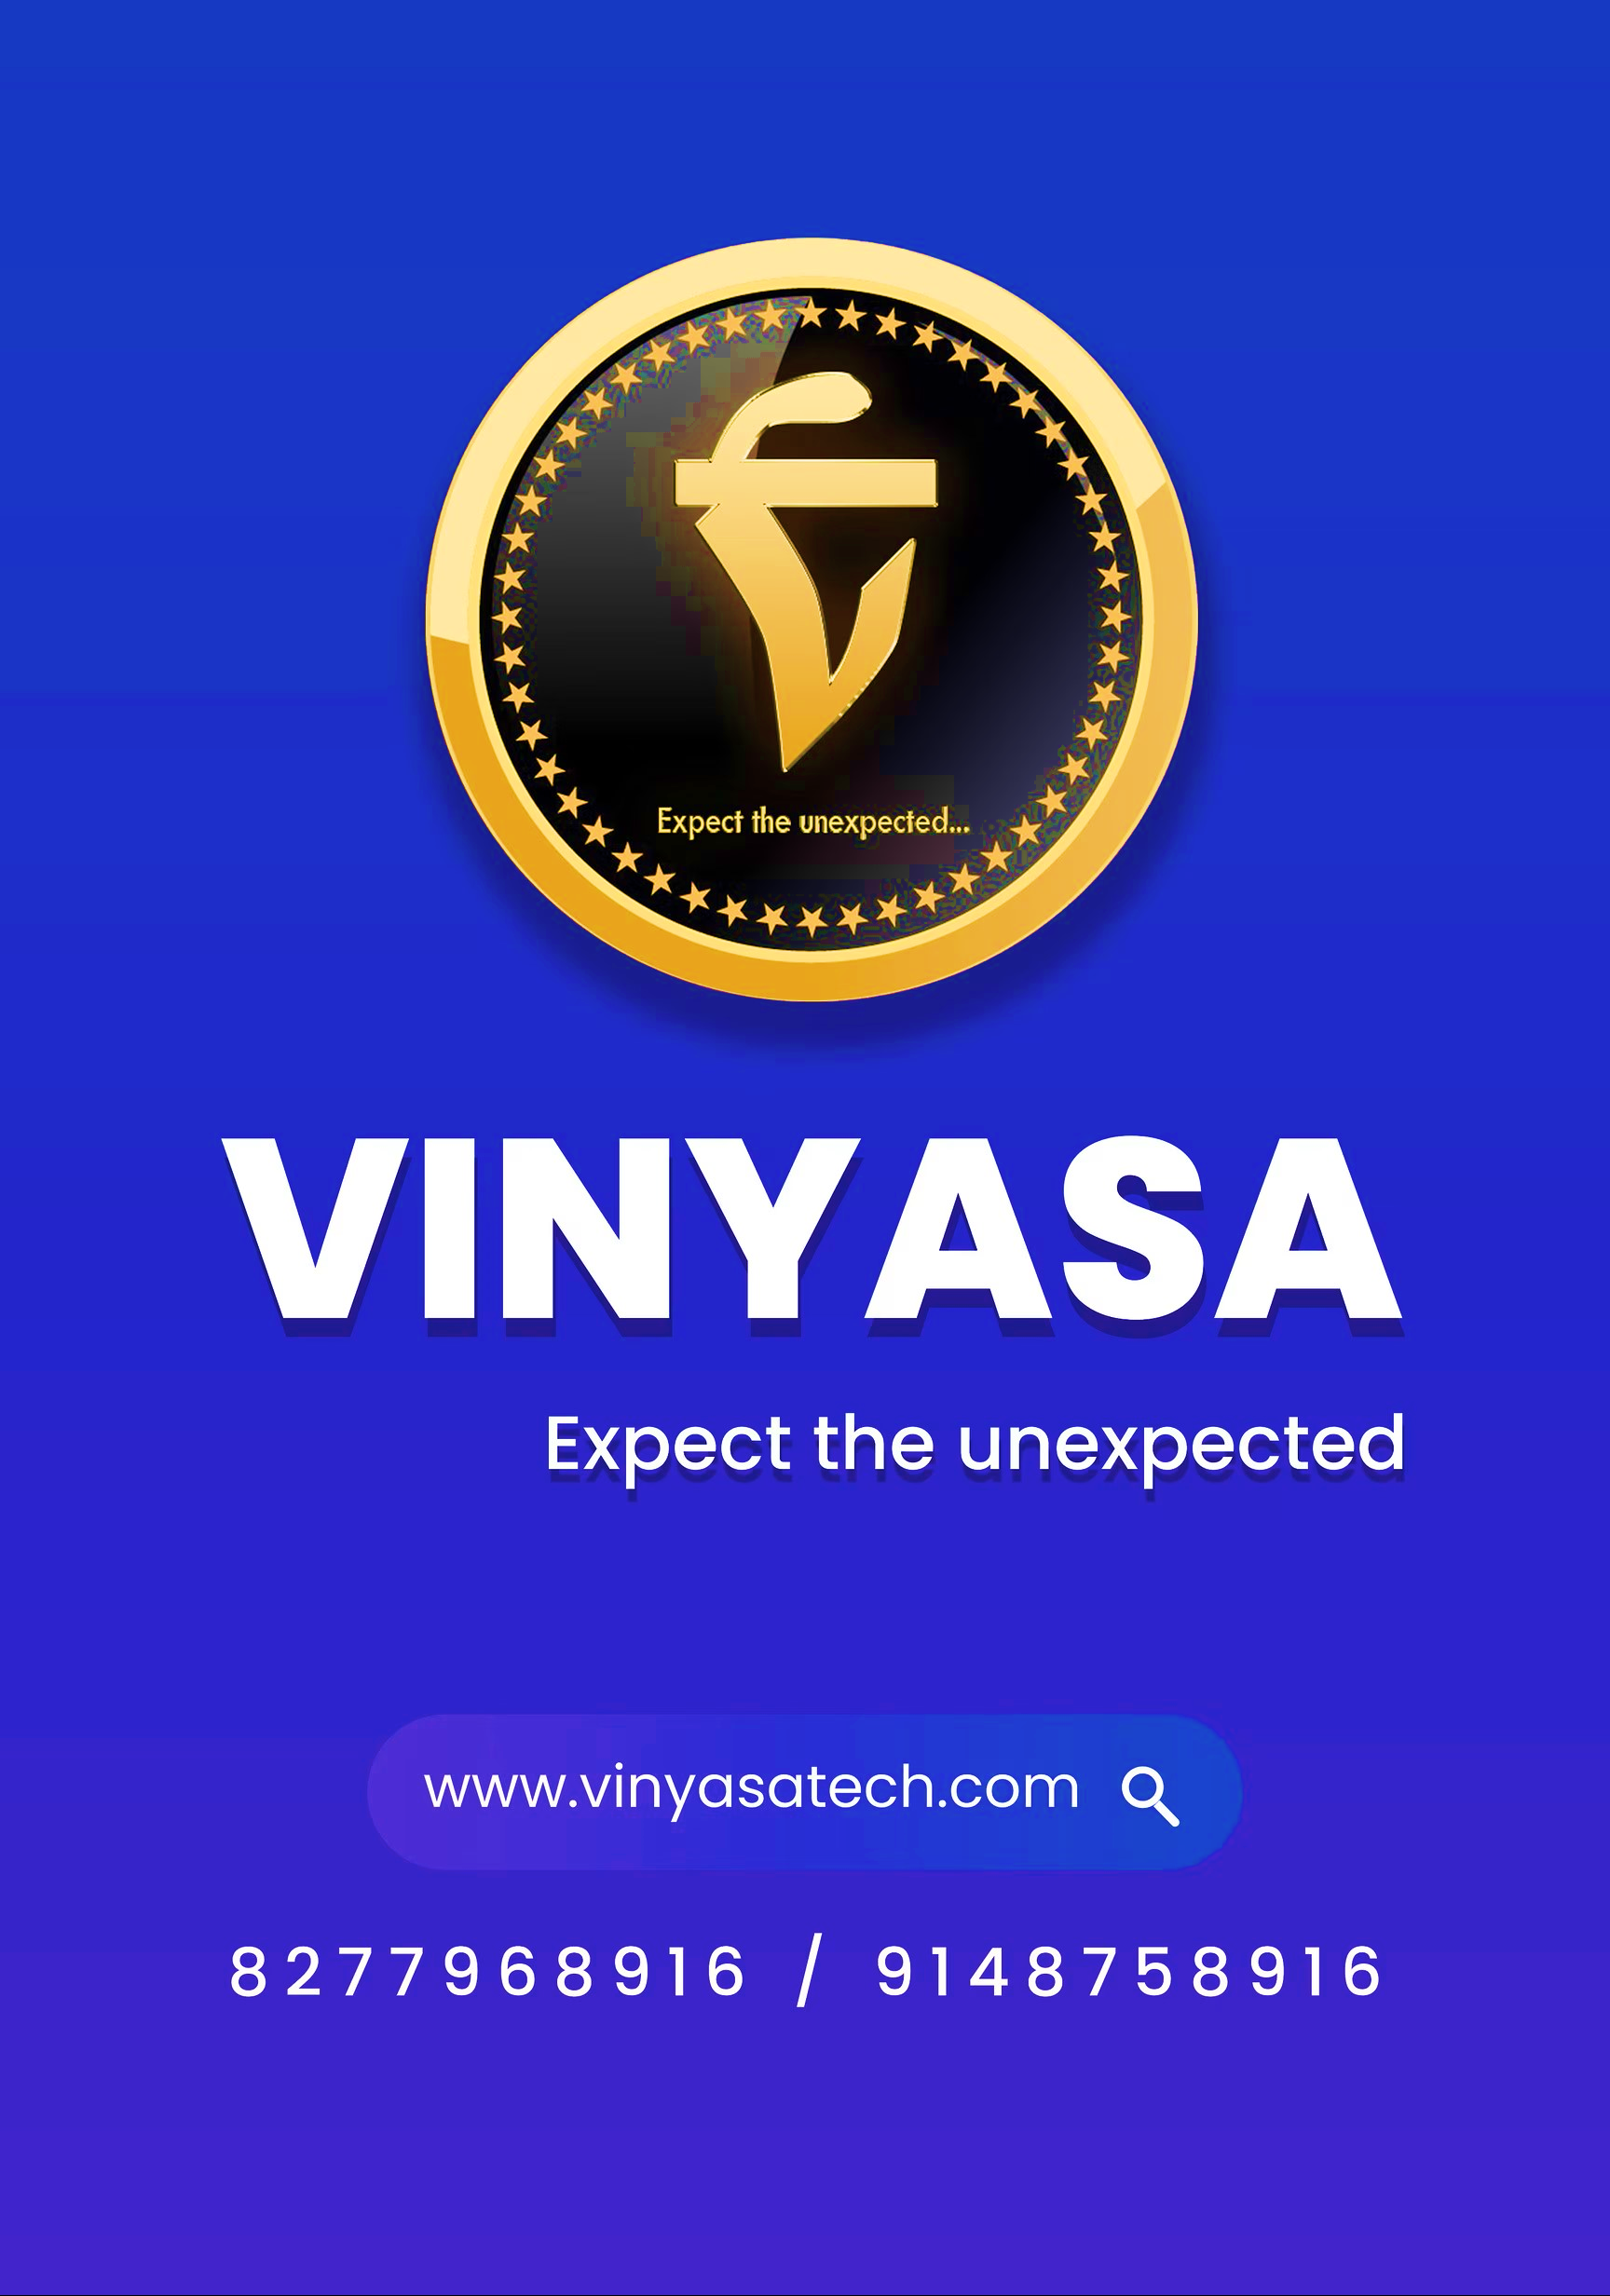 Expect the unexpected...
VINYASA
Expect the unexpected
www.vinyasatech.com
8277968916 / 9148758916